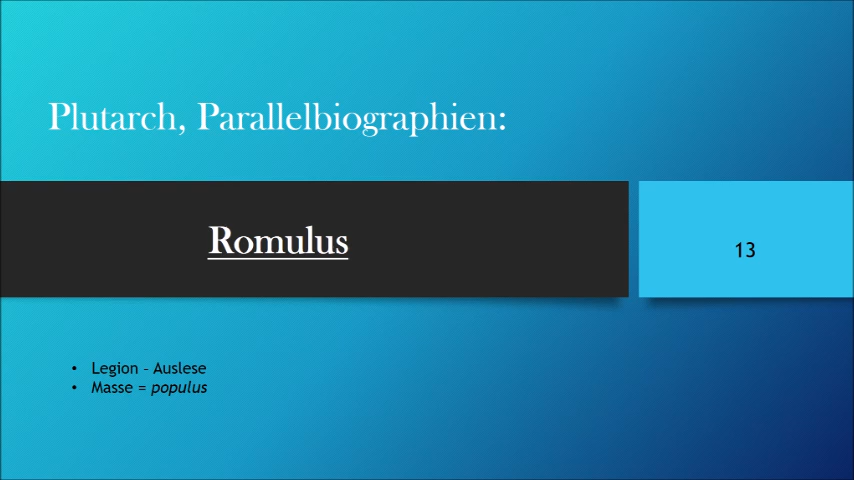 Plutarch, Parallelbiographien:
Romulus
13
• Legion - Auslese
• Masse = populus